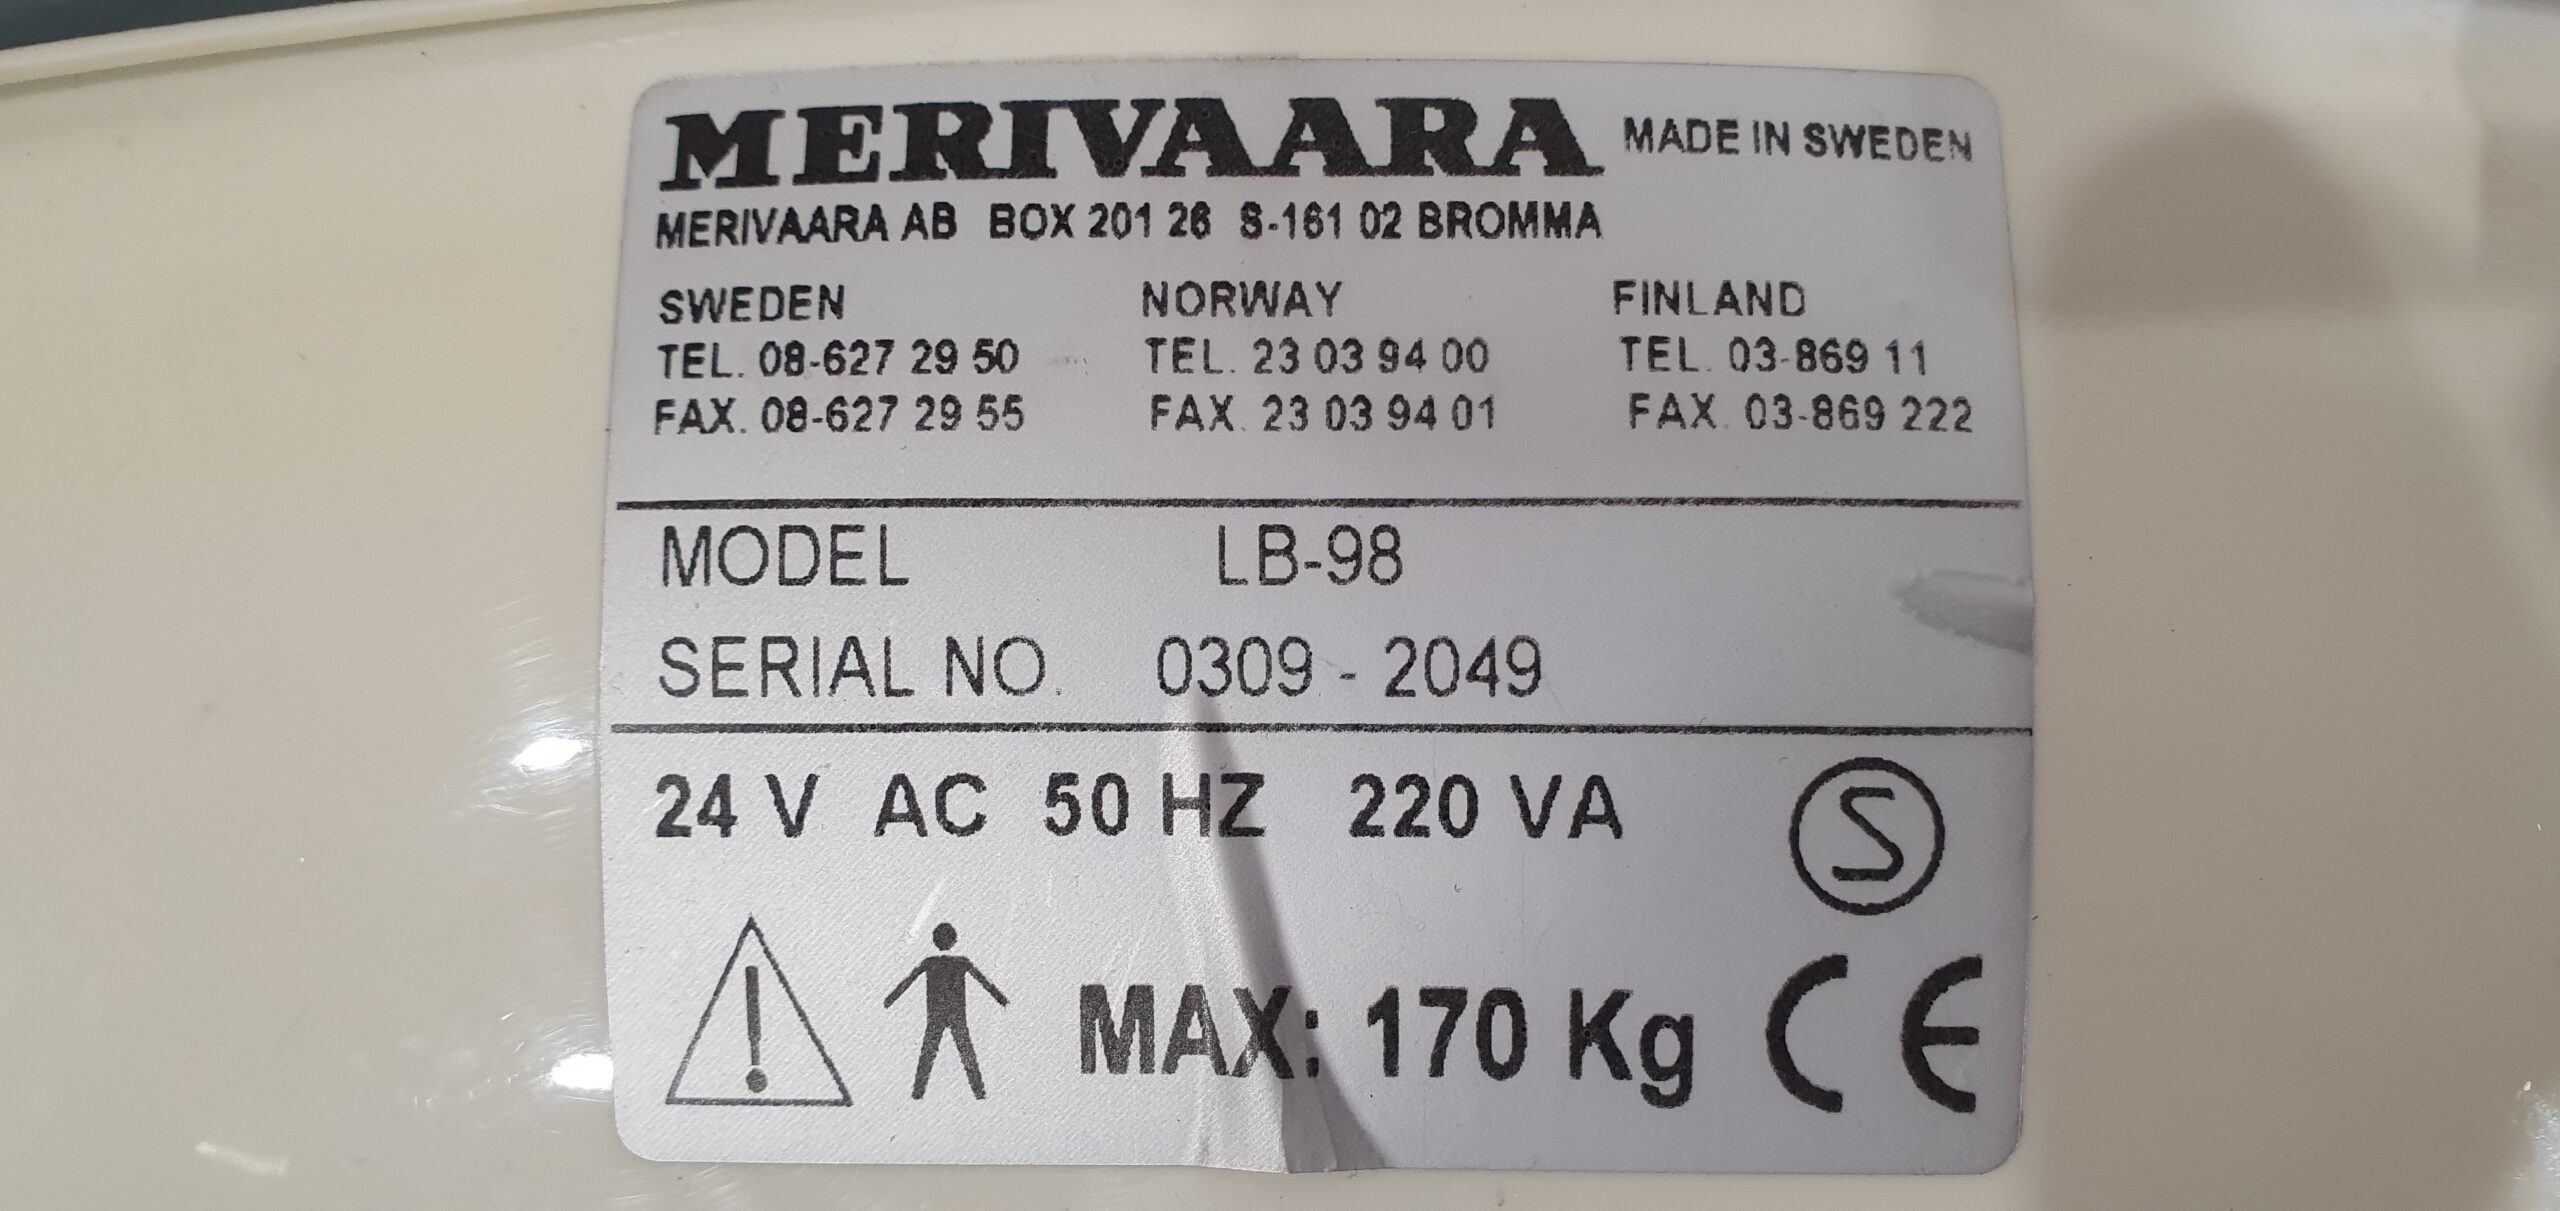 MERIVAARA MADE IN SWEDEN
MERIVAARA AB BOX 201 26 S-161 02 BROMMA
SWEDEN NORWAY FINLAND
TEL. 08-627 29 50 TEL. 23 03 94 00 TEL. 03-869 11
FAX. 08-627 29 55 FAX. 23 03 94 01 FAX. 03-869 222
MODEL LB-98
SERIAL NO. 0309 - 2049
24 V AC 50 HZ 220 VA S
! MAX: 170 Kg CE